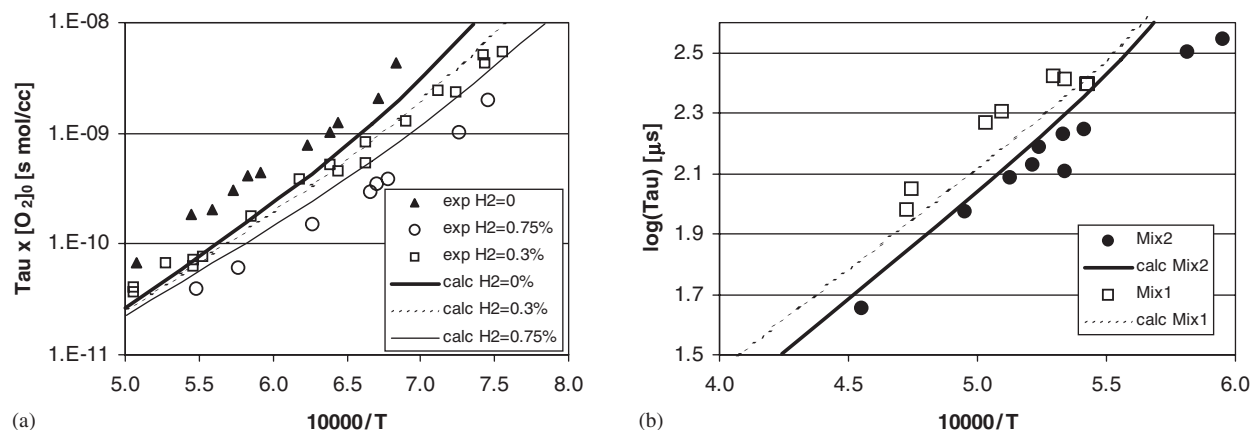 1.E-08
1.E-09
1.E-10
1.E-11
Tau x [O2]0 [s mol/cc]
exp H2=0
exp H2=0.75%
exp H2=0.3%
calc H2=0%
calc H2=0.3%
calc H2=0.75%
5.0 5.5 6.0 6.5 7.0 7.5 8.0
(a)
10000/T
2.5
2.3
2.1
1.9
1.7
1.5
log(Tau) [μs]
Mix2
calc Mix2
Mix1
calc Mix1
4.0 4.5 5.0 5.5 6.0
(b)
10000/T